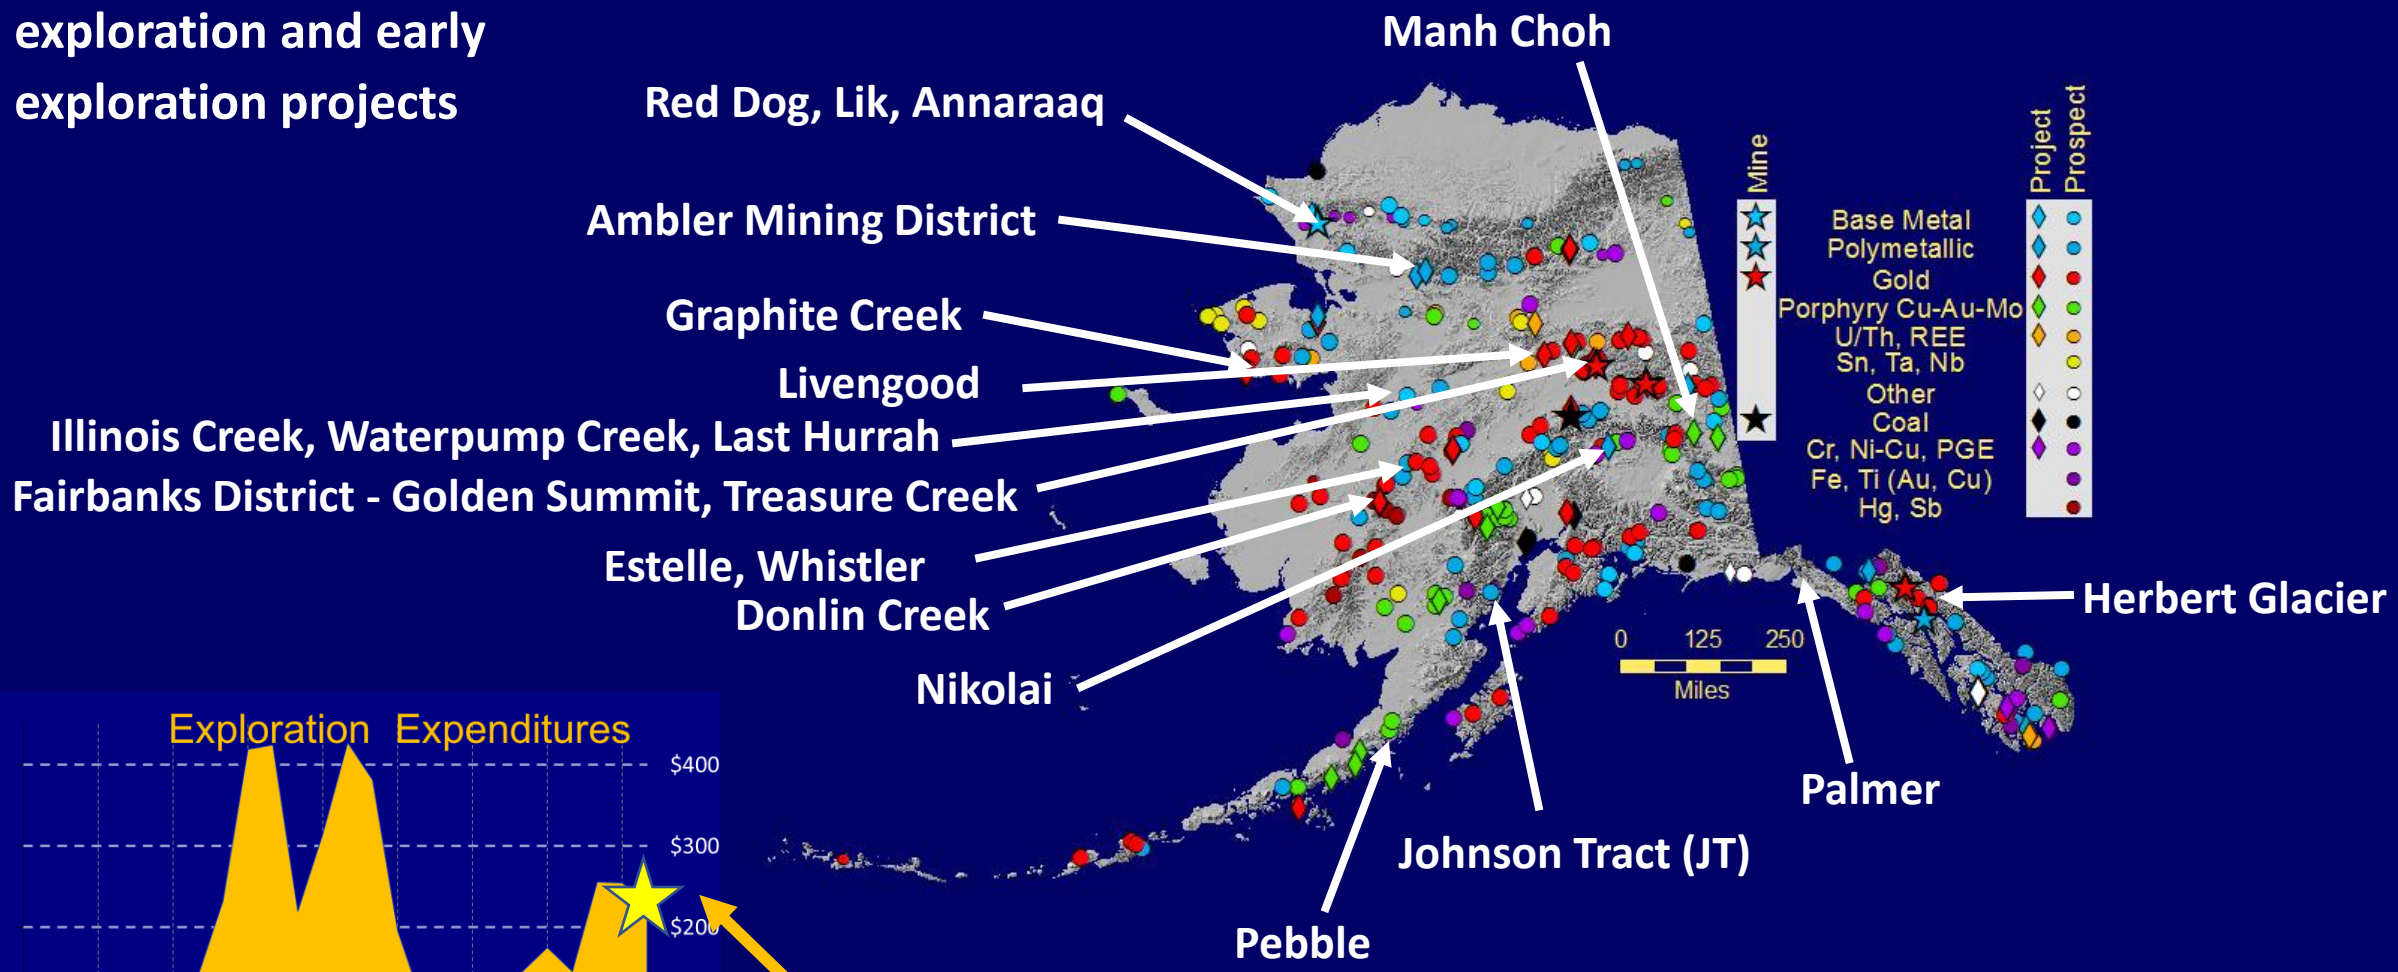 exploration and early
exploration projects
Manh Choh
Red Dog, Lik, Annaraaq
Ambler Mining District
Graphite Creek
Livengood
Illinois Creek, Waterpump Creek, Last Hurrah
Fairbanks District - Golden Summit, Treasure Creek
Estelle, Whistler
Donlin Creek
Nikolai
Mine
Project
Prospect
Base Metal
Polymetallic
Gold
Porphyry Cu-Au-Mo
U/Th, REE
Sn, Ta, Nb
Other
Coal
Cr, Ni-Cu, PGE
Fe, Ti (Au, Cu)
Hg, Sb
Herbert Glacier
0 125 250
Miles
Palmer
Johnson Tract (JT)
Pebble
Exploration Expenditures
$400
$300
$200